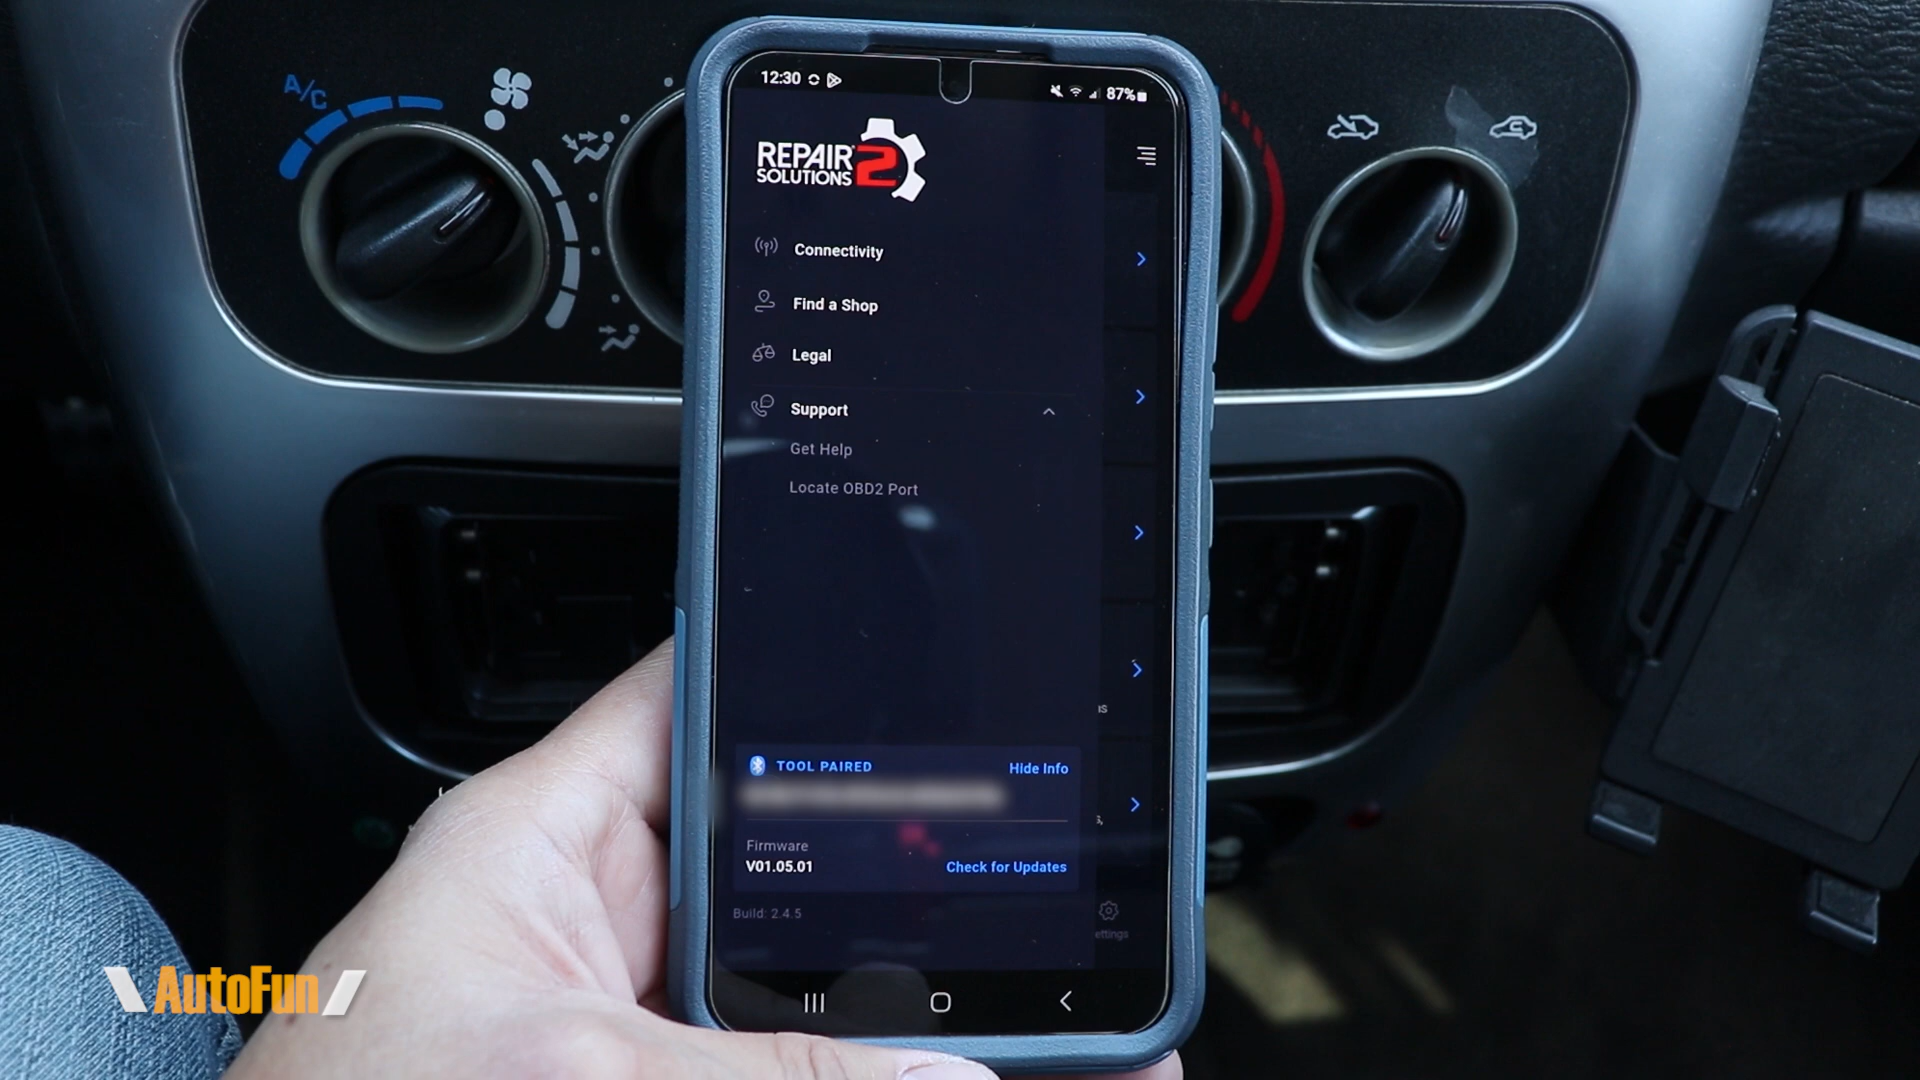 A/C
12:30
87%
REPAIR
SOLUTIONS 2
Connectivity
Find a Shop
Legal
Support
Get Help
Locate OBD2 Port
TOOL PAIRED
Hide Info
Firmware
V01.05.01
Check for Updates
Build: 2.4.5
ettings
AutoFun